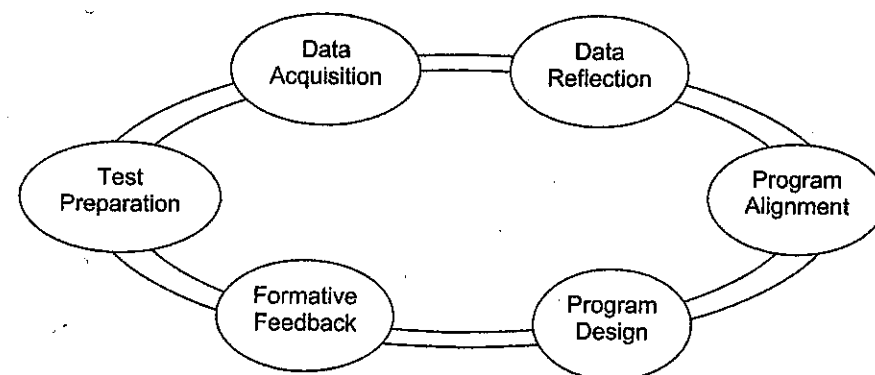 Data
Acquisition
Data
Reflection
Test
Preparation
Program
Alignment
Formative
Feedback
Program
Design